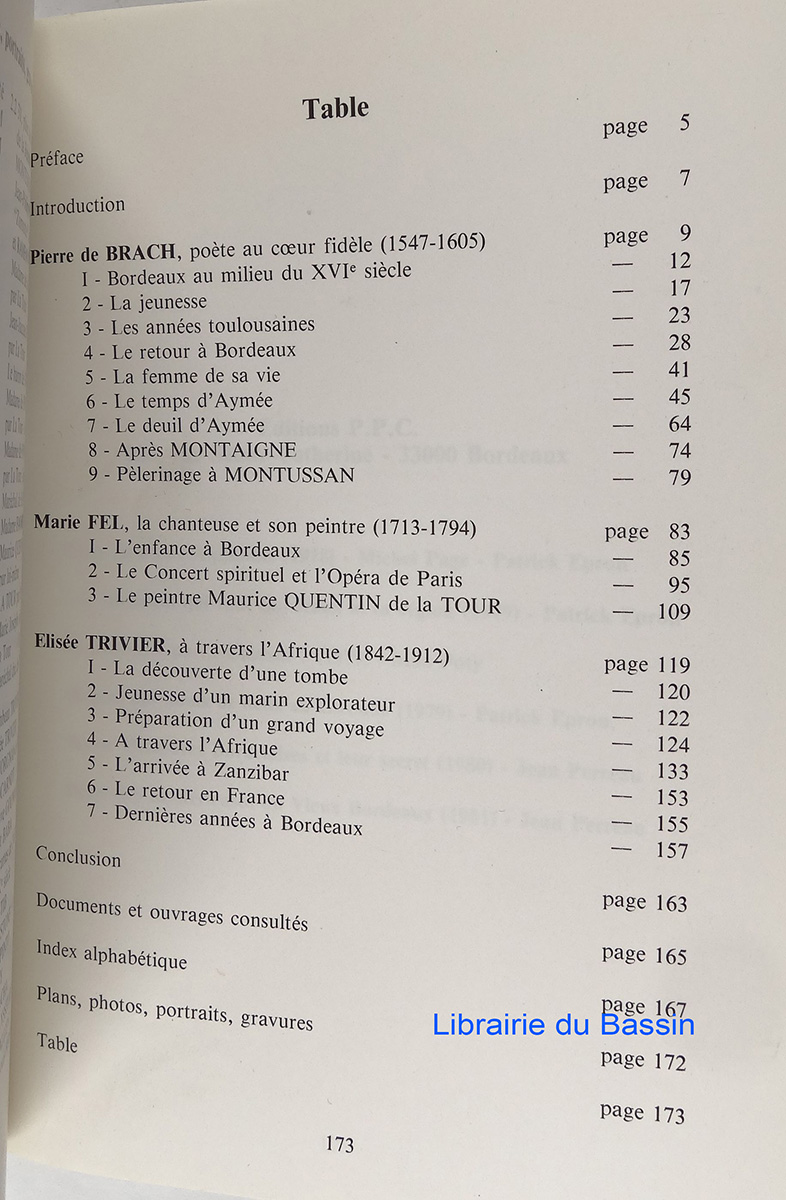 Table
Préface page 5
Introduction page 7
Pierre de BRACH, poète au cœur fidèle (1547-1605) page 9
I - Bordeaux au milieu du XVIe siècle — 12
2 - La jeunesse — 17
3 - Les années toulousaines — 23
4 - Le retour à Bordeaux — 28
5 - La femme de sa vie — 41
6 - Le temps d'Aymée — 45
7 - Le deuil d'Aymée — 64
8 - Après MONTAIGNE — 74
9 - Pèlerinage à MONTUSSAN — 79
Marie FEL, la chanteuse et son peintre (1713-1794) page 83
I - L'enfance à Bordeaux — 85
2 - Le Concert spirituel et l'Opéra de Paris — 95
3 - Le peintre Maurice QUENTIN de la TOUR — 109
Elisée TRIVIER, à travers l'Afrique (1842-1912) page 119
I - La découverte d'une tombe — 120
2 - Jeunesse d'un marin explorateur — 122
3 - Préparation d'un grand voyage — 124
4 - A travers l'Afrique — 133
5 - L'arrivée à Zanzibar — 153
6 - Le retour en France — 155
7 - Dernières années à Bordeaux — 157
Conclusion page 163
Documents et ouvrages consultés page 165
Index alphabétique page 167
Plans, photos, portraits, gravures page 172
Table page 173
Librairie du Bassin
173